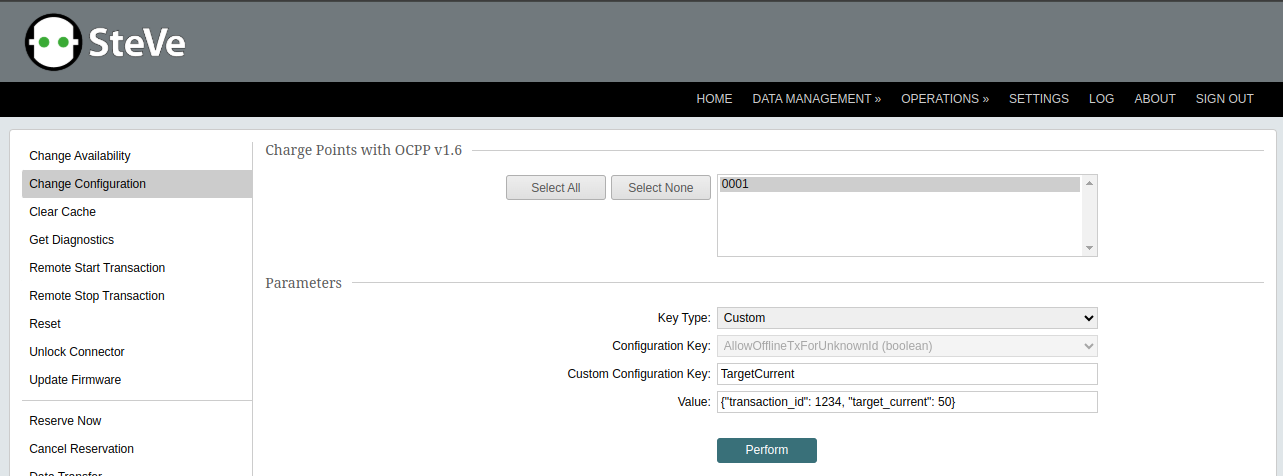 SteVe
HOME DATA MANAGEMENT » OPERATIONS » SETTINGS LOG ABOUT SIGN OUT
Change Availability
Change Configuration
Clear Cache
Get Diagnostics
Remote Start Transaction
Remote Stop Transaction
Reset
Unlock Connector
Update Firmware
Reserve Now
Cancel Reservation
Data Transfer
Charge Points with OCPP v1.6
Select All Select None 0001
Parameters
Key Type: Custom
Configuration Key: AllowOfflineTxForUnknownId (boolean)
Custom Configuration Key: TargetCurrent
Value: {"transaction_id": 1234, "target_current": 50}
Perform